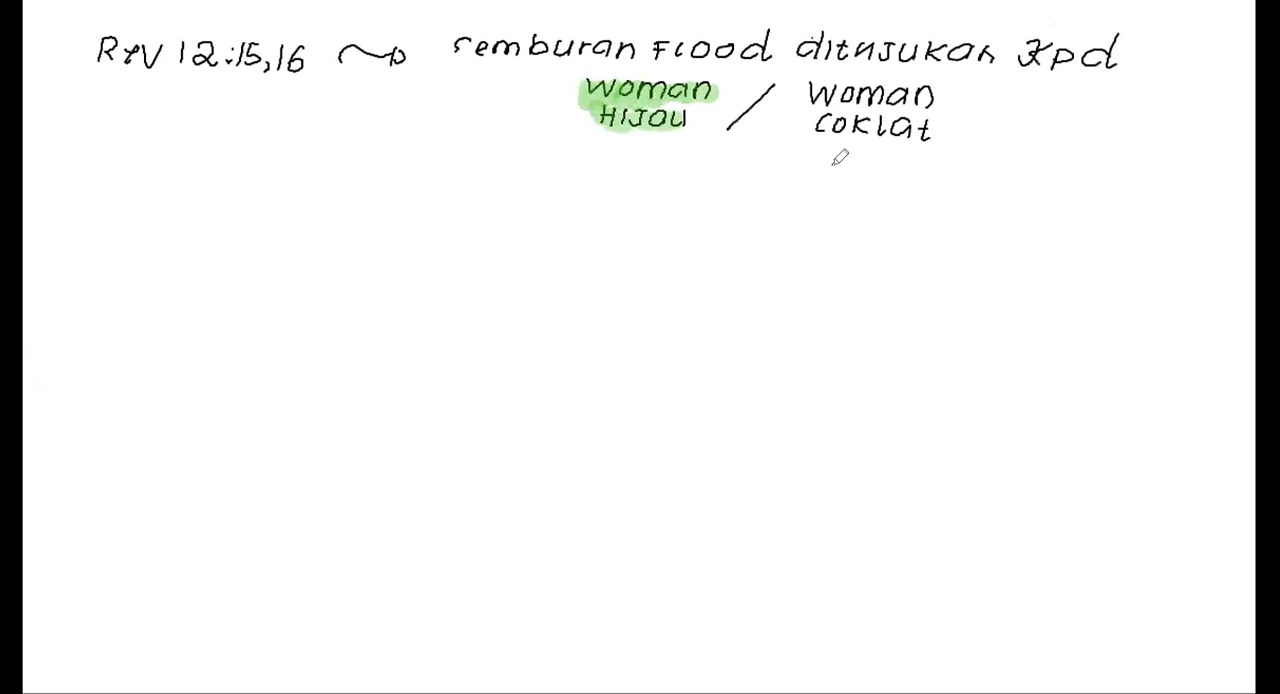 Rev 12:15,16 semburan Flood ditujukan Kpd
woman / woman
HIJAU coklat